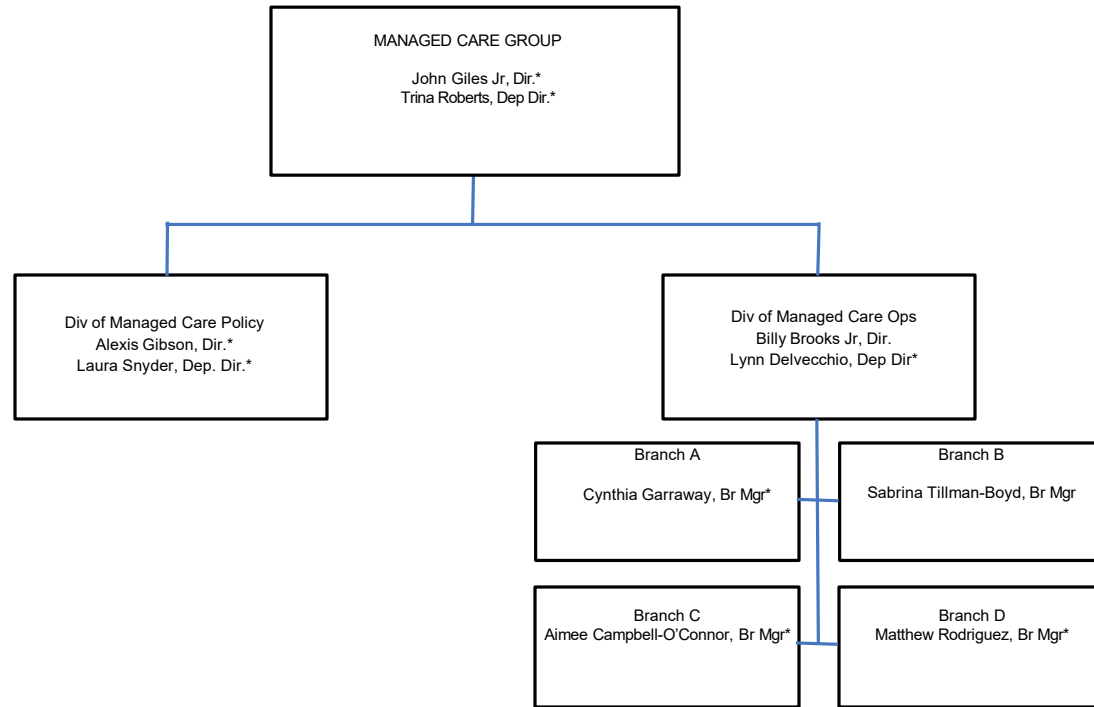 MANAGED CARE GROUP
John Giles Jr, Dir.*
Trina Roberts, Dep Dir.*
Div of Managed Care Policy
Alexis Gibson, Dir.*
Laura Snyder, Dep. Dir.*
Div of Managed Care Ops
Billy Brooks Jr, Dir.
Lynn Delvecchio, Dep Dir*
Branch A
Cynthia Garraway, Br Mgr*
Branch B
Sabrina Tillman-Boyd, Br Mgr
Branch C
Aimee Campbell-O’Connor, Br Mgr*
Branch D
Matthew Rodriguez, Br Mgr*